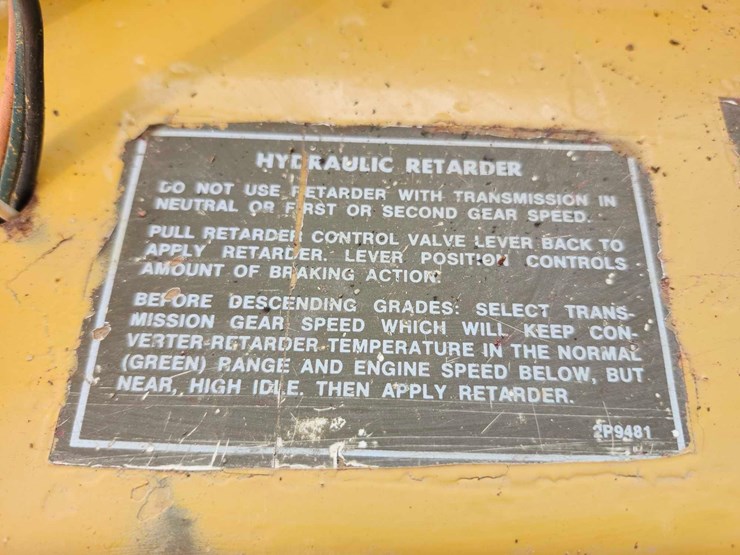 HYDRAULIC RETARDER
DO NOT USE RETARDER WITH TRANSMISSION IN
NEUTRAL OR FIRST OR SECOND GEAR SPEED.
PULL RETARDER CONTROL VALVE LEVER BACK TO
APPLY RETARDER. LEVER POSITION CONTROLS
AMOUNT OF BRAKING ACTION.
BEFORE DESCENDING GRADES: SELECT TRANS-
MISSION GEAR SPEED WHICH WILL KEEP CON-
VERTER-RETARDER TEMPERATURE IN THE NORMAL
(GREEN) RANGE AND ENGINE SPEED BELOW, BUT
NEAR, HIGH IDLE. THEN APPLY RETARDER.
2P9481